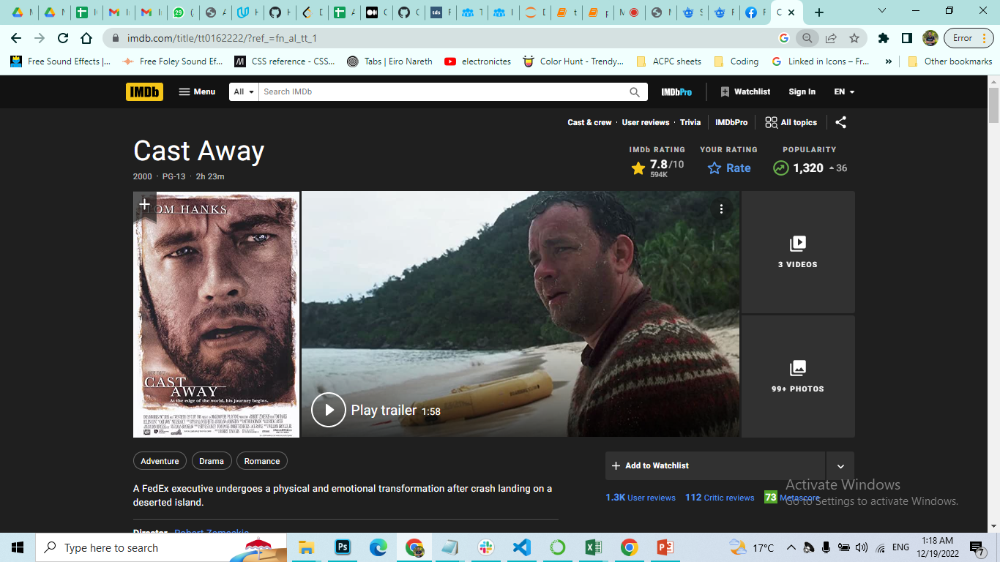 imdb.com/title/tt0162222/?ref_=fn_al_tt_1
Error
Free Sound Effects |...
Free Foley Sound Ef...
CSS reference - CSS...
Tabs | Eiro Nareth
electronictes
Color Hunt - Trendy...
ACPC sheets
Coding
Linked in Icons – Fr...
»
Other bookmarks
IMDb
Menu
All
Search IMDb
IMDbPro
Watchlist
Sign In
EN
Cast & crew · User reviews · Trivia
IMDbPro
All topics
Cast Away
2000 · PG-13 · 2h 23m
IMDb RATING
7.8/10
594K
YOUR RATING
Rate
POPULARITY
1,320
36
TOM HANKS
CAST
AWAY
At the edge of the world, his journey begins.
Play trailer 1:58
3 VIDEOS
99+ PHOTOS
Adventure
Drama
Romance
A FedEx executive undergoes a physical and emotional transformation after crash landing on a
deserted island.
Director Robert Zemeckis
Add to Watchlist
1.3K User reviews
112 Critic reviews
73 Metascore
Activate Windows
Go to Settings to activate Windows.
Type here to search
Ps
17°C
ENG
1:18 AM
12/19/2022
7